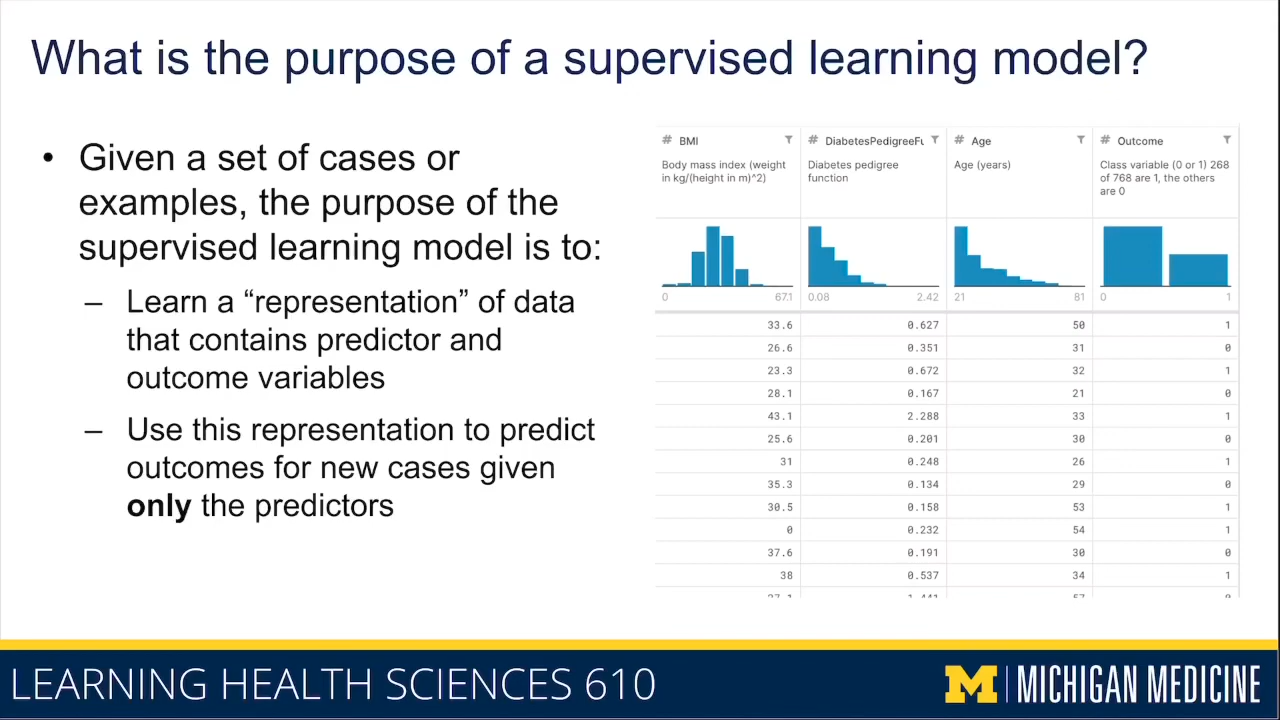 What is the purpose of a supervised learning model?
• Given a set of cases or
examples, the purpose of the
supervised learning model is to:
– Learn a “representation” of data
that contains predictor and
outcome variables
– Use this representation to predict
outcomes for new cases given
only the predictors
# BMI # DiabetesPedigreeFu # Age # Outcome
Body mass index (weight Diabetes pedigree Age (years) Class variable (0 or 1) 268
in kg/(height in m)^2) function of 768 are 1, the others
are 0
0 67.1 0.08 2.42 21 81 0 1
33.6 0.627 50 1
26.6 0.351 31 0
23.3 0.672 32 1
28.1 0.167 21 0
43.1 2.288 33 1
25.6 0.201 30 0
31 0.248 26 1
35.3 0.134 29 0
30.5 0.158 53 1
0 0.232 54 1
37.6 0.191 30 0
38 0.537 34 1
LEARNING HEALTH SCIENCES 610
M | MICHIGAN MEDICINE